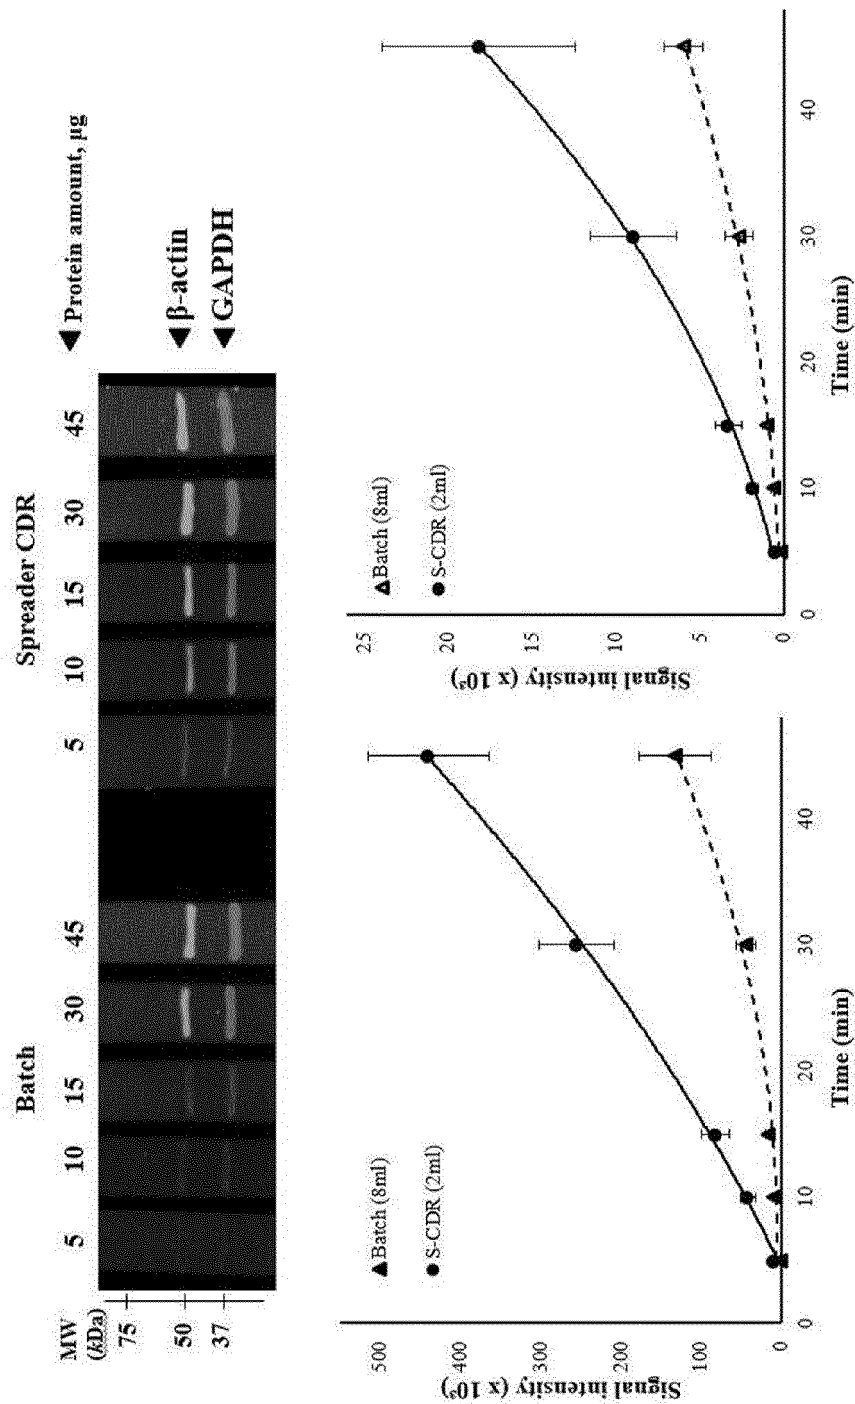 Batch Spreader CDR
MW
(kDa) 5 10 15 30 45 5 10 15 30 45 ◀ Protein amount, µg
75
50 ◀ β-actin
37 ◀ GAPDH
Signal intensity (x 10³)
500
400
300
200
100
0
▲ Batch (8ml)
● S-CDR (2ml)
0 10 20 30 40
Time (min)
Signal intensity (x 10³)
25
20
15
10
5
0
▲ Batch (8ml)
● S-CDR (2ml)
0 10 20 30 40
Time (min)